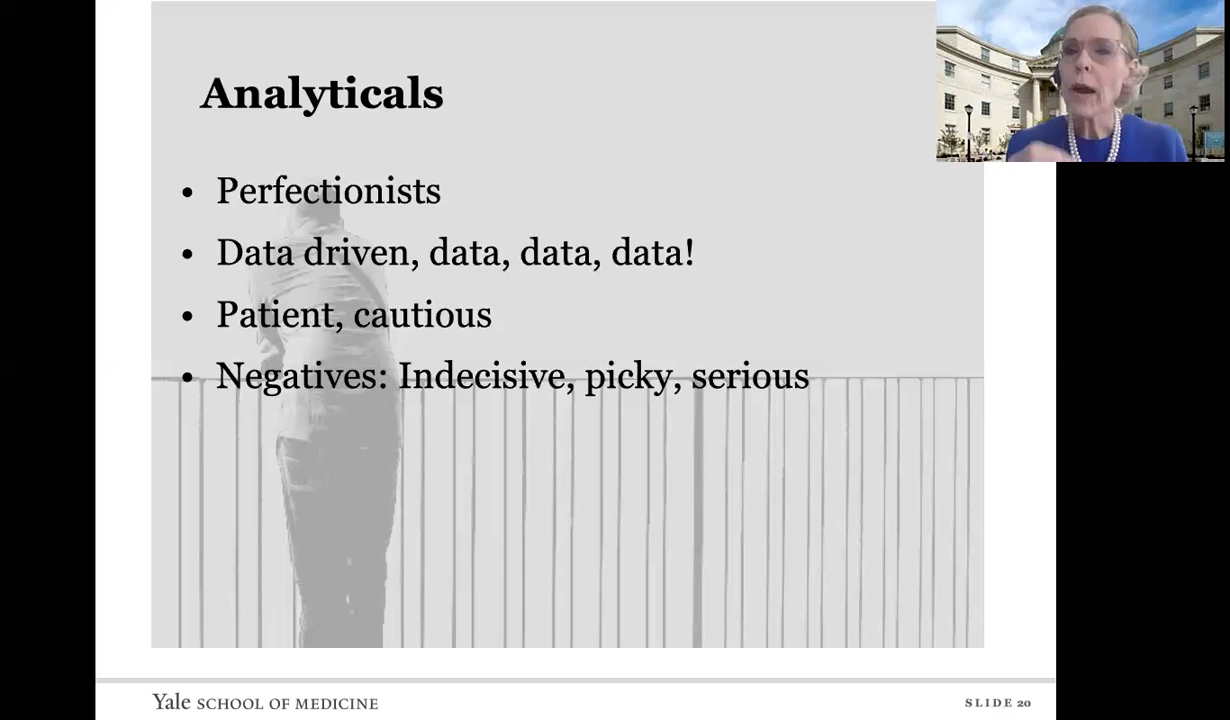 Analyticals
• Perfectionists
• Data driven, data, data, data!
• Patient, cautious
• Negatives: Indecisive, picky, serious
Yale SCHOOL OF MEDICINE
SLIDE 20